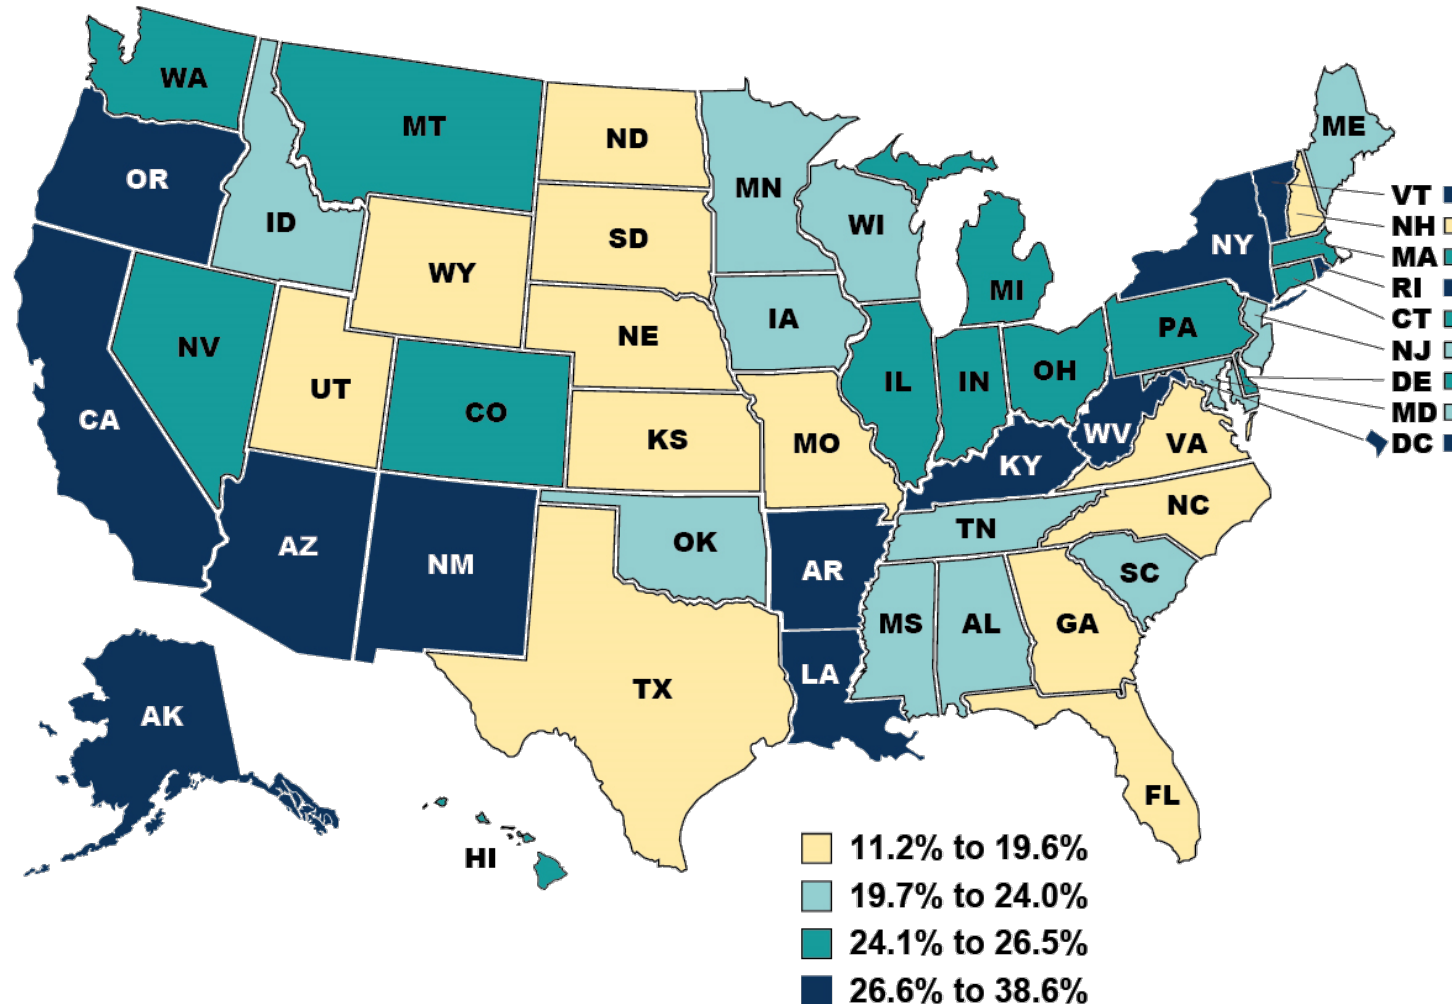 WA
MT
ND
ME
OR
MN
VT
ID
WI
NH
SD
NY
MA
WY
MI
RI
IA
CT
NE
PA
NV
NJ
UT
IL
IN
OH
DE
CO
MD
CA
WV
DC
KS
MO
VA
KY
NC
TN
AZ
OK
NM
AR
SC
MS
AL
GA
LA
TX
AK
FL
HI
11.2% to 19.6%
19.7% to 24.0%
24.1% to 26.5%
26.6% to 38.6%